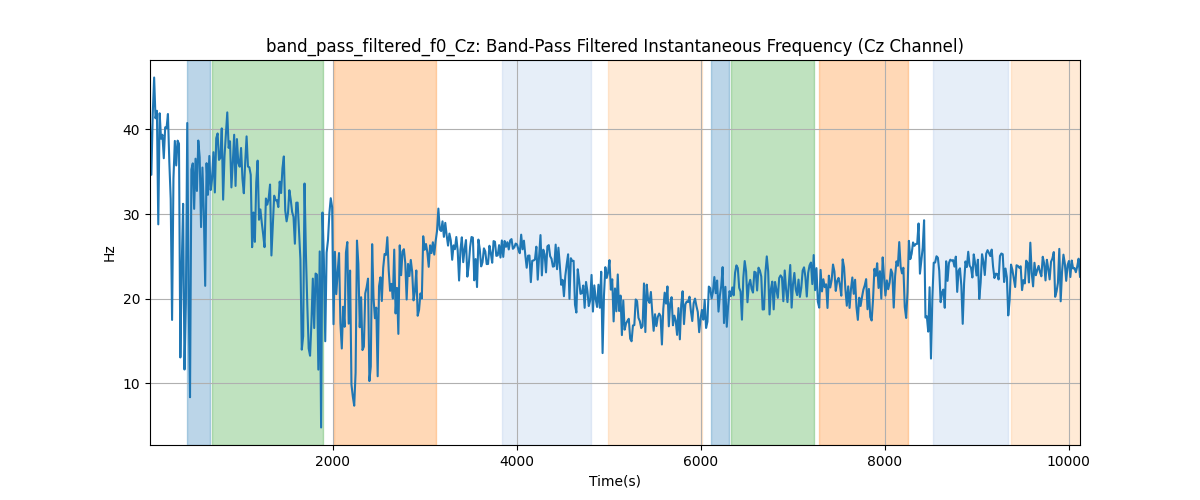 band_pass_filtered_f0_Cz: Band-Pass Filtered Instantaneous Frequency (Cz Channel)
40
30
20
10
Hz
2000 4000 6000 8000 10000
Time(s)